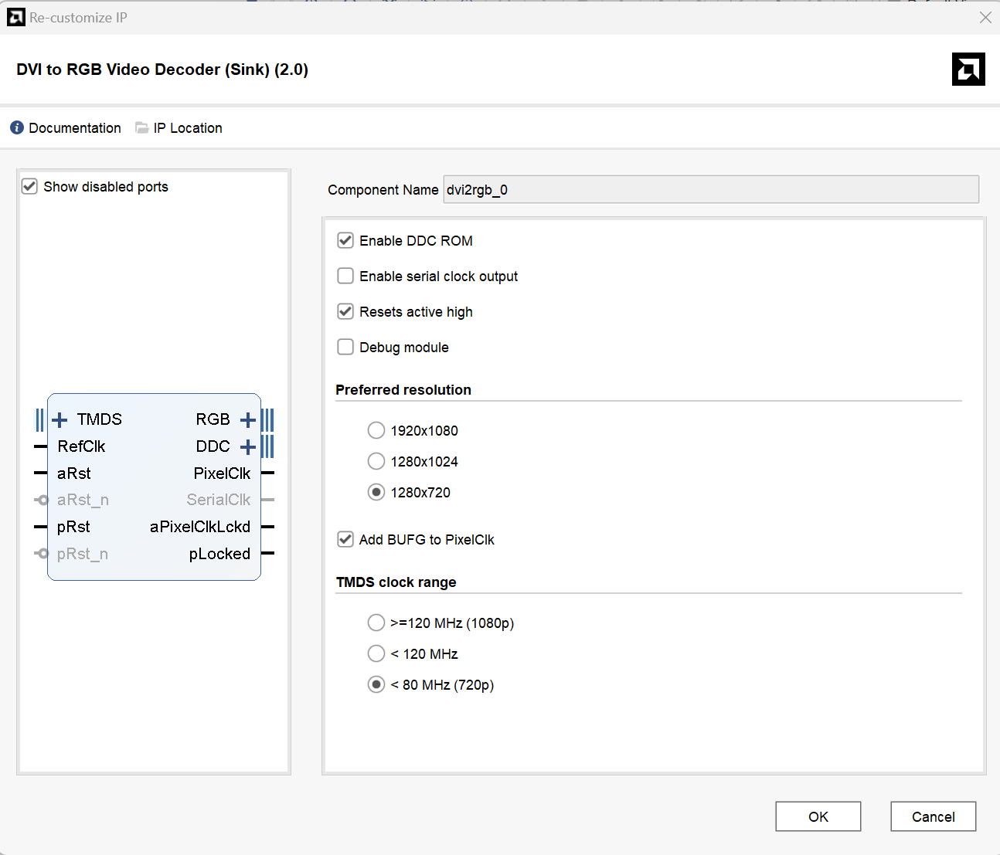 Re-customize IP
DVI to RGB Video Decoder (Sink) (2.0)
Documentation IP Location
Show disabled ports
Component Name dvi2rgb_0
Enable DDC ROM
Enable serial clock output
Resets active high
Debug module
Preferred resolution
1920x1080
1280x1024
1280x720
Add BUFG to PixelClk
TMDS clock range
>=120 MHz (1080p)
< 120 MHz
< 80 MHz (720p)
TMDS RGB
RefClk DDC
aRst PixelClk
aRst_n SerialClk
pRst aPixelClkLckd
pRst_n pLocked
OK Cancel